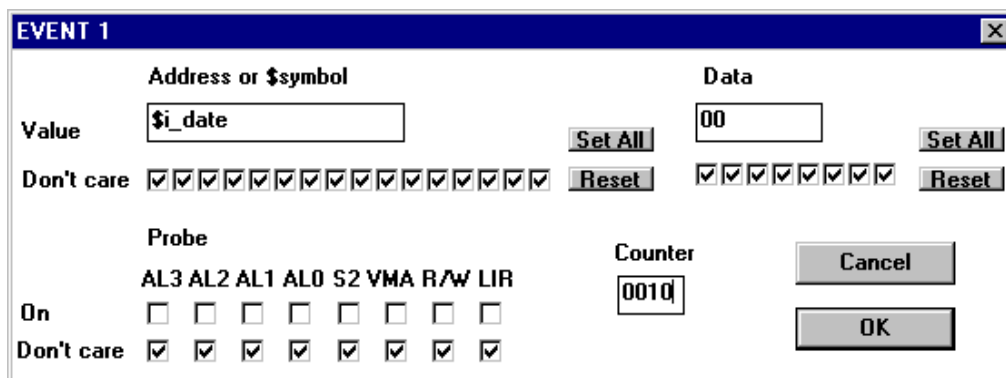 EVENT 1
Address or $symbol Data
Value $i_date Set All 00 Set All
Don't care Reset Reset
Probe
AL3 AL2 AL1 AL0 S2 VMA R/W LIR Counter Cancel
On 0010 OK
Don't care